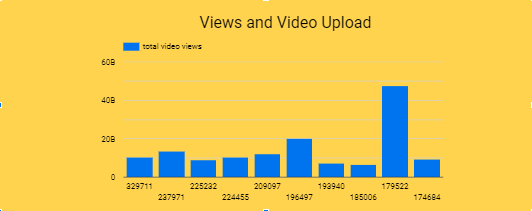 Views and Video Upload
total video views
60B
40B
20B
0
329711 225232 209097 193940 179522
237971 224455 196497 185006 174684